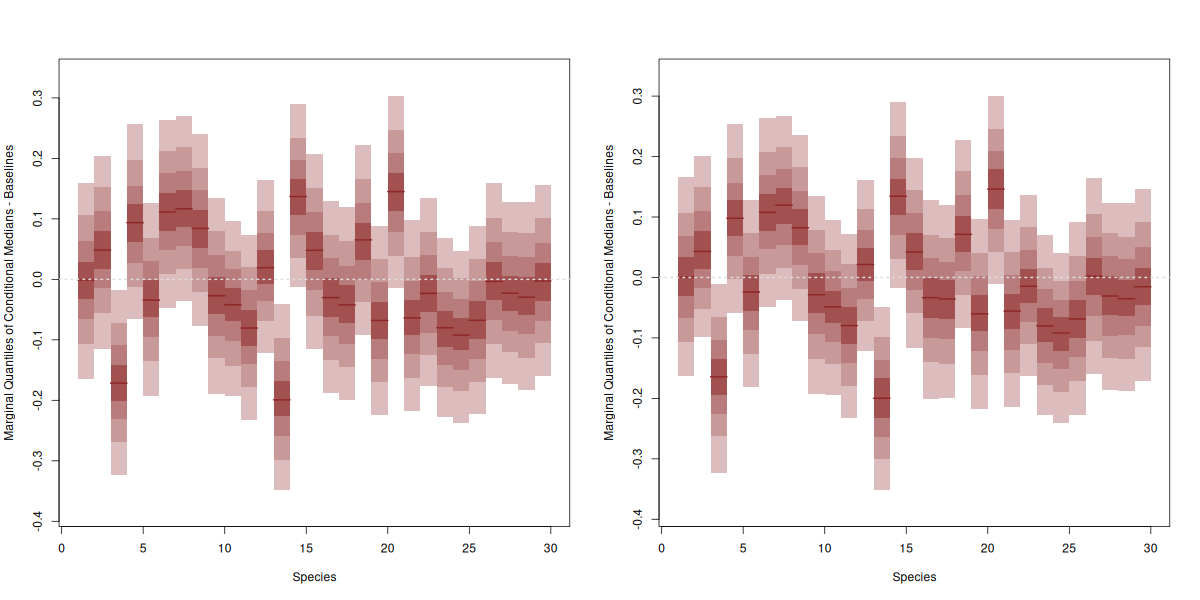 Marginal Quantiles of Conditional Medians - Baselines
0.3
0.2
0.1
0.0
-0.1
-0.2
-0.3
-0.4
0 5 10 15 20 25 30
Species
Marginal Quantiles of Conditional Medians - Baselines
0.3
0.2
0.1
0.0
-0.1
-0.2
-0.3
-0.4
0 5 10 15 20 25 30
Species